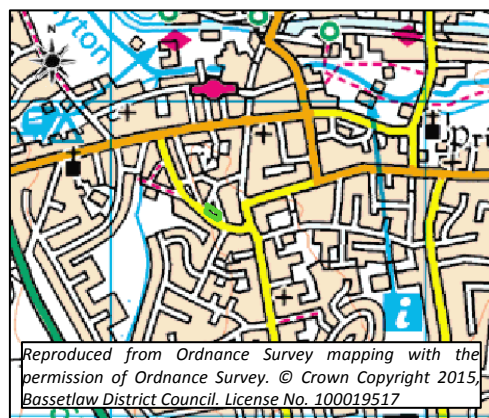 N
yton
Pri
i
Reproduced from Ordnance Survey mapping with the
permission of Ordnance Survey. © Crown Copyright 2015,
Bassetlaw District Council. License No. 100019517